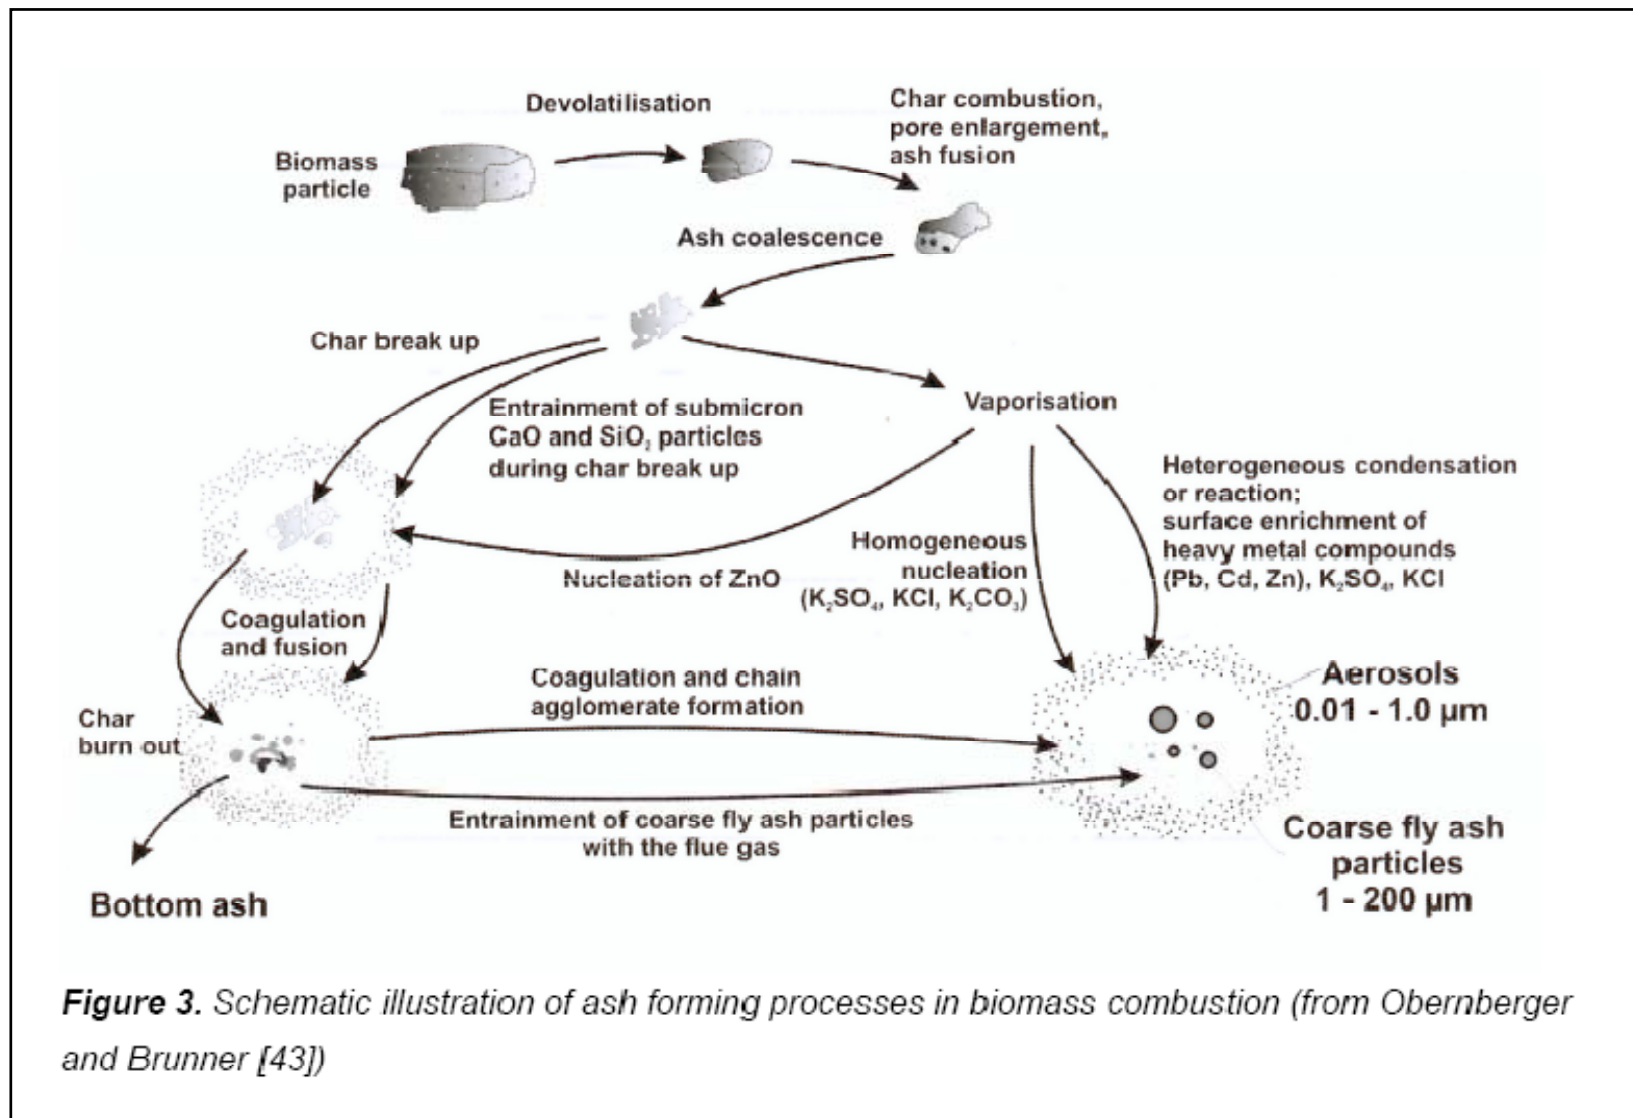 Devolatilisation
Char combustion,
pore enlargement,
ash fusion
Biomass
particle
Ash coalescence
Char break up
Entrainment of submicron
CaO and SiO₂ particles
during char break up
Vaporisation
Heterogeneous condensation
or reaction;
surface enrichment of
heavy metal compounds
(Pb, Cd, Zn), K₂SO₄, KCl
Homogeneous
nucleation
(K₂SO₄, KCl, K₂CO₃)
Nucleation of ZnO
Coagulation
and fusion
Coagulation and chain
agglomerate formation
Aerosols
0.01 - 1.0 µm
Char
burn out
Entrainment of coarse fly ash particles
with the flue gas
Coarse fly ash
particles
1 - 200 µm
Bottom ash
Figure 3. Schematic illustration of ash forming processes in biomass combustion (from Obernberger
and Brunner [43])